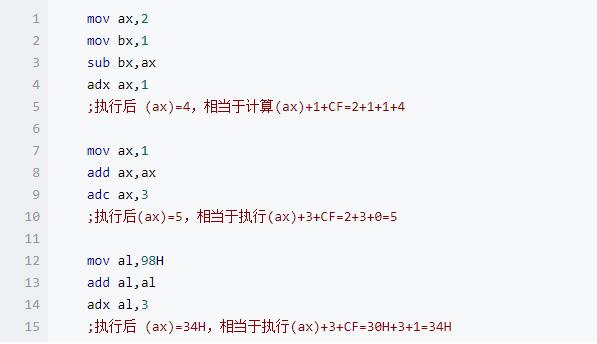 1 mov ax,2
2 mov bx,1
3 sub bx,ax
4 adx ax,1
5 ;执行后 (ax)=4，相当于计算(ax)+1+CF=2+1+1+4
6
7 mov ax,1
8 add ax,ax
9 adc ax,3
10 ;执行后(ax)=5，相当于执行(ax)+3+CF=2+3+0=5
11
12 mov al,98H
13 add al,al
14 adx al,3
15 ;执行后 (ax)=34H，相当于执行(ax)+3+CF=30H+3+1=34H